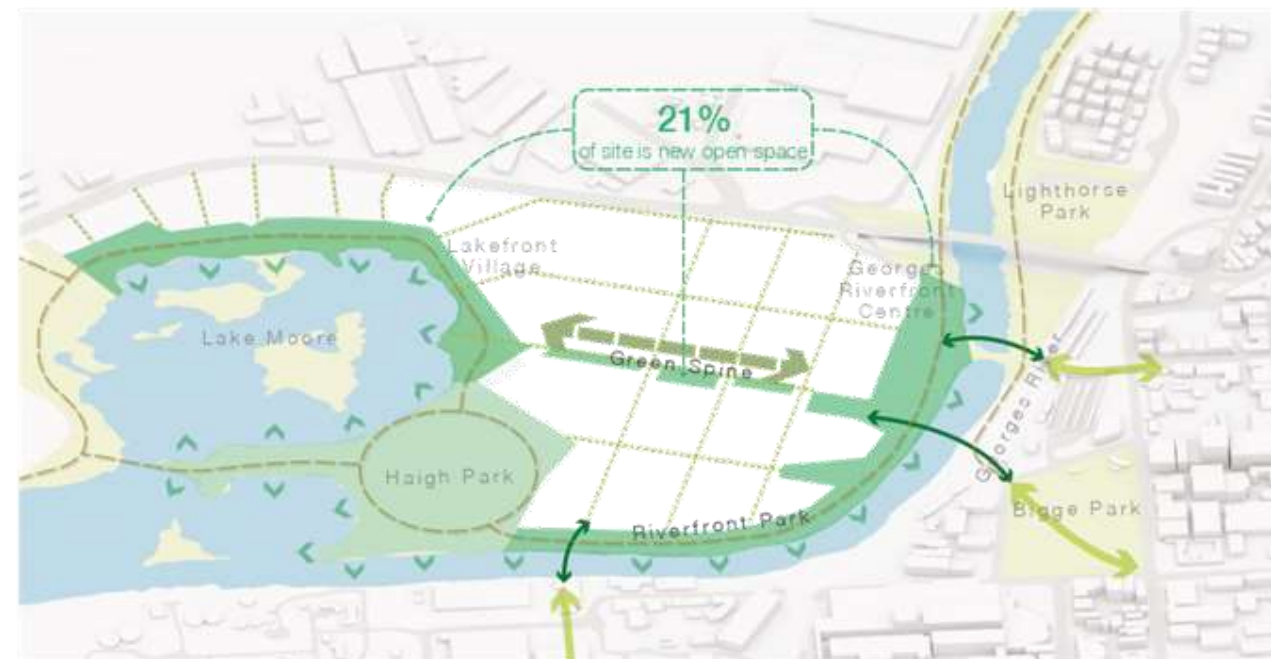 21%
of site is new open space
Lighthorse
Park
Lakefront
Village
Georges
Riverfront
Centre
Lake Moore
Green Spine
Georges River
Haigh Park
Bigge Park
Riverfront Park